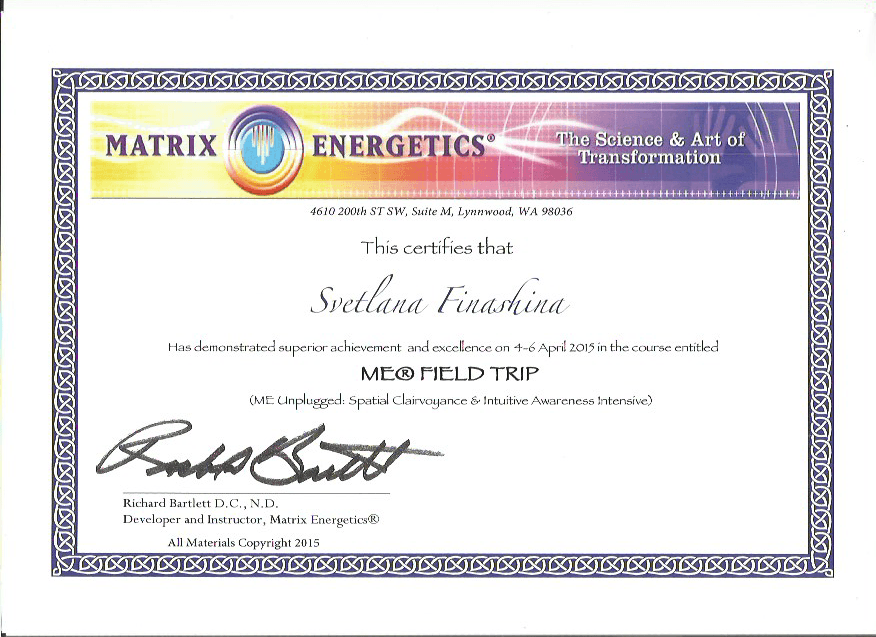 MATRIX ENERGETICS® The Science & Art of
Transformation
4610 200th ST SW, Suite M, Lynnwood, WA 98036
This certifies that
Svetlana Finashina
Has demonstrated superior achievement and excellence on 4-6 April 2015 in the course entitled
ME® FIELD TRIP
(ME Unplugged: Spatial Clairvoyance & Intuitive Awareness Intensive)
Richard Bartlett
Richard Bartlett D.C., N.D.
Developer and Instructor, Matrix Energetics®
All Materials Copyright 2015